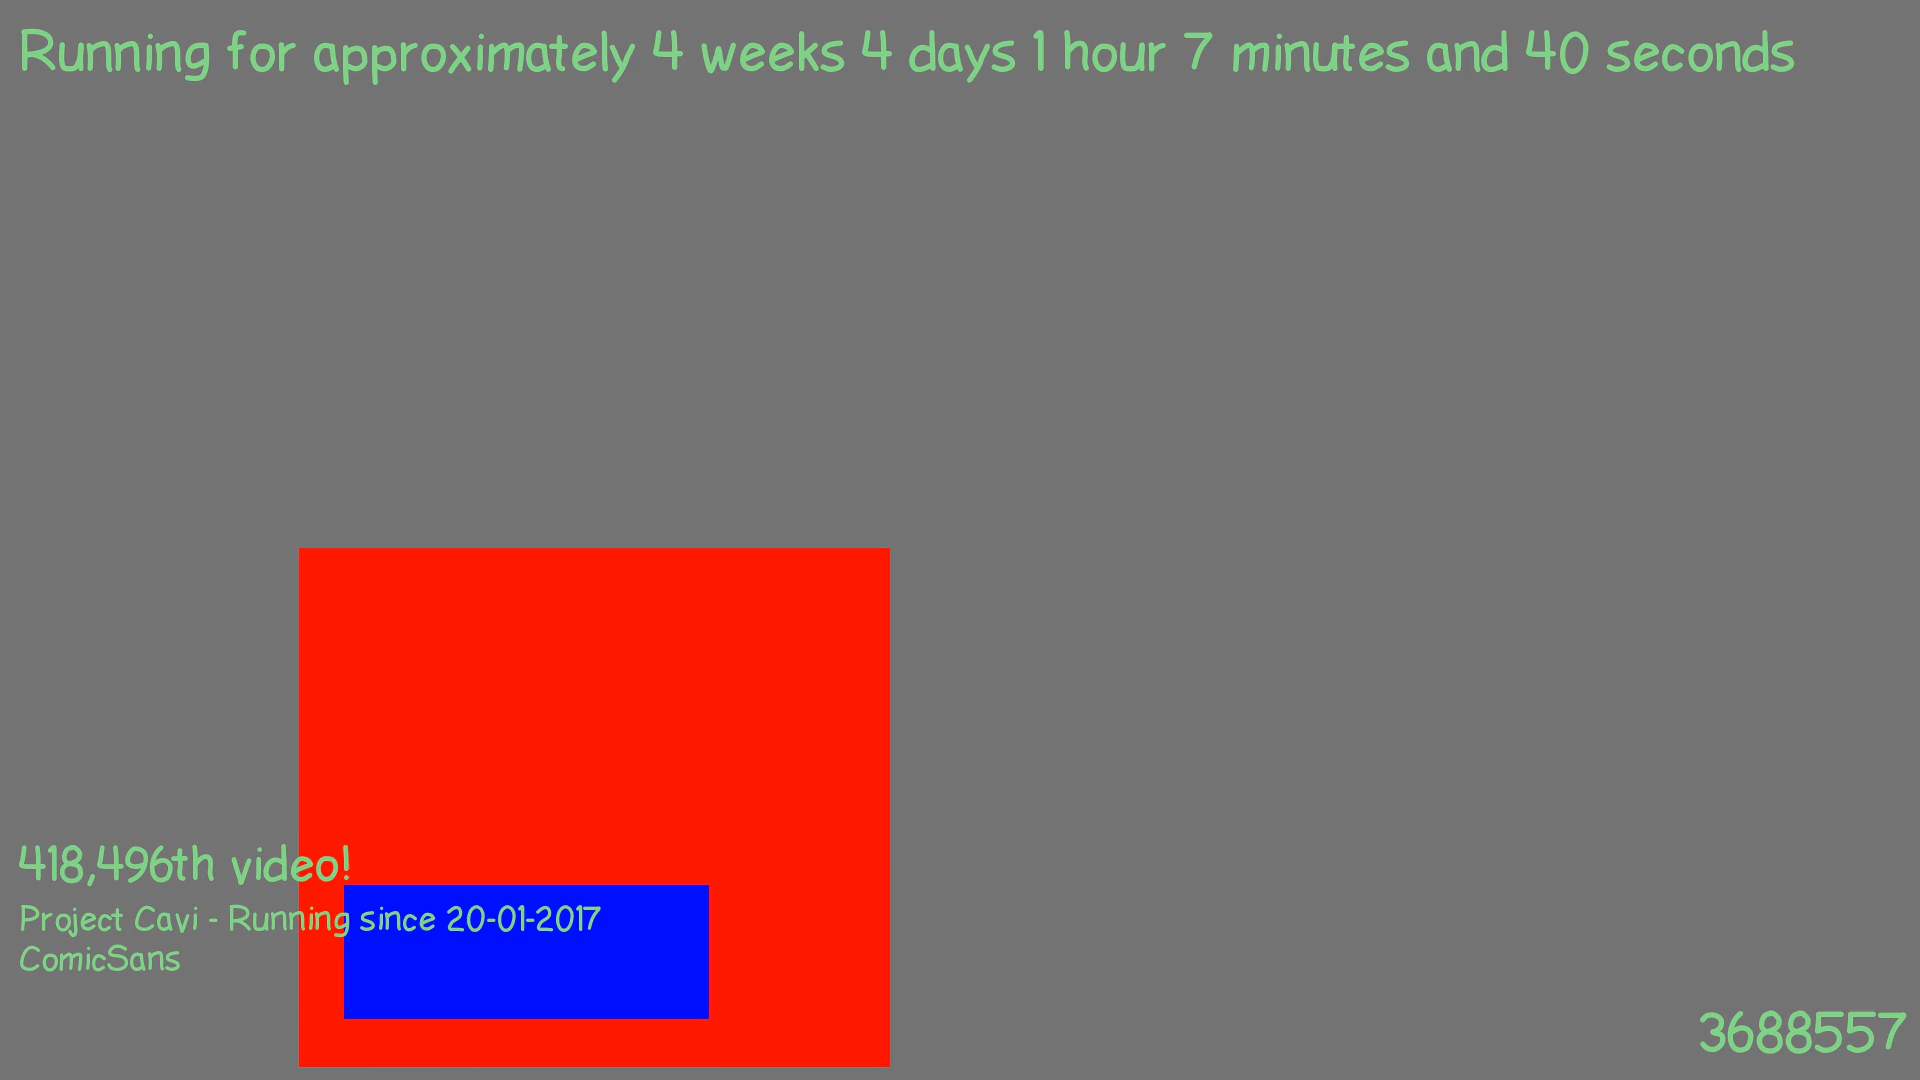 Running for approximately 4 weeks 4 days 1 hour 7 minutes and 40 seconds
418,496th video!
Project Cavi - Running since 20-01-2017
ComicSans
3688557